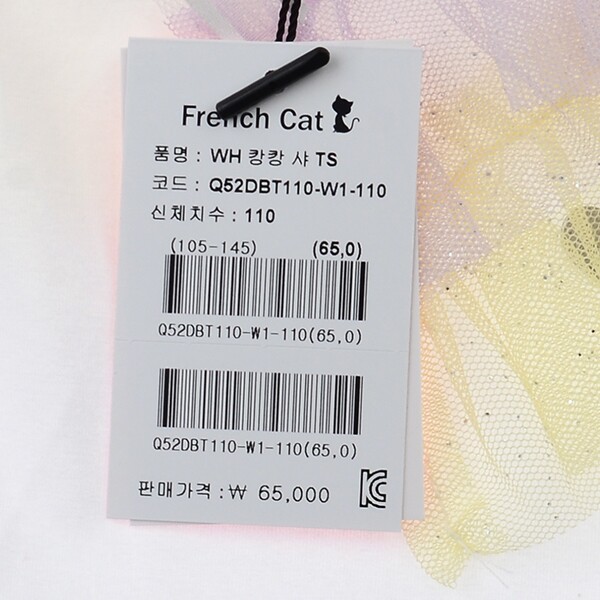 French Cat
품명 : WH 캉캉 샤 TS
코드 : Q52DBT110-W1-110
신체치수 : 110
(105-145) (65,0)
Q52DBT110-W1-110(65,0)
Q52DBT110-W1-110(65,0)
판매가격 : ₩ 65,000